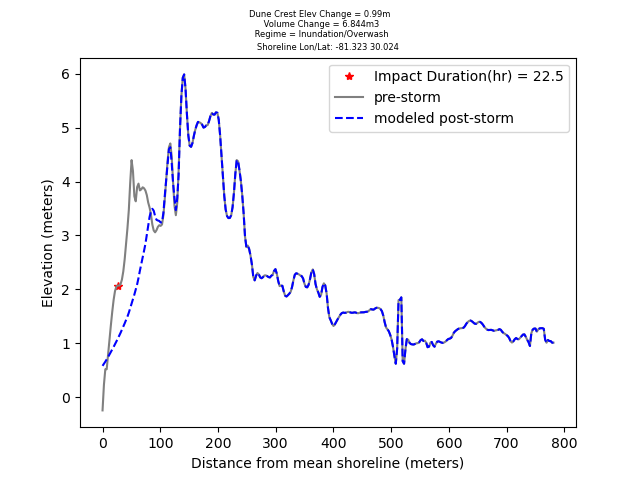 Dune Crest Elev Change = 0.99m
Volume Change = 6.844m3
Regime = Inundation/Overwash
Shoreline Lon/Lat: -81.323 30.024
Impact Duration(hr) = 22.5
pre-storm
modeled post-storm
Elevation (meters)
6
5
4
3
2
1
0
0 100 200 300 400 500 600 700 800
Distance from mean shoreline (meters)